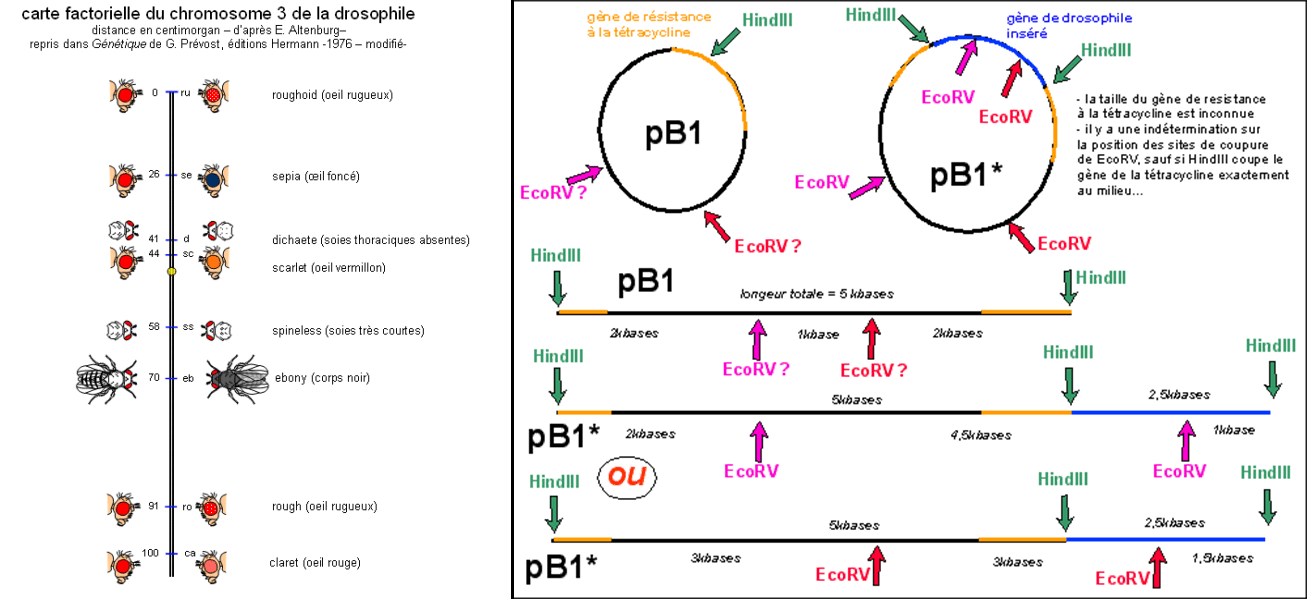 carte factorielle du chromosome 3 de la drosophile
distance en centimorgan – d'après E. Altenburg–
repris dans Génétique de G. Prévost, éditions Hermann -1976 – modifié-
0 ru roughoid (oeil rugueux)
26 se sepia (œil foncé)
41 d dichaete (soies thoraciques absentes)
44 sc scarlet (oeil vermillon)
58 ss spineless (soies très courtes)
70 eb ebony (corps noir)
91 ro rough (oeil rugueux)
100 ca claret (oeil rouge)
gène de résistance
à la tétracycline
HindIII
pB1
EcoRV ?
EcoRV ?
HindIII
gène de drosophile
inséré
HindIII
EcoRV
EcoRV
pB1*
EcoRV
EcoRV
- la taille du gène de resistance
à la tétracycline est inconnue
- il y a une indétermination sur
la position des sites de coupure
de EcoRV, sauf si HindIII coupe le
gène de la tétracycline exactement
au milieu...
HindIII
pB1
longeur totale = 5 kbases
HindIII
2kbases
1kbase
2kbases
EcoRV ?
EcoRV ?
HindIII
HindIII
HindIII
5kbases
2,5kbases
pB1*
2kbases
4,5kbases
1kbase
EcoRV
EcoRV
ou
HindIII
HindIII
HindIII
5kbases
2,5kbases
pB1*
3kbases
3kbases
1,5kbases
EcoRV
EcoRV